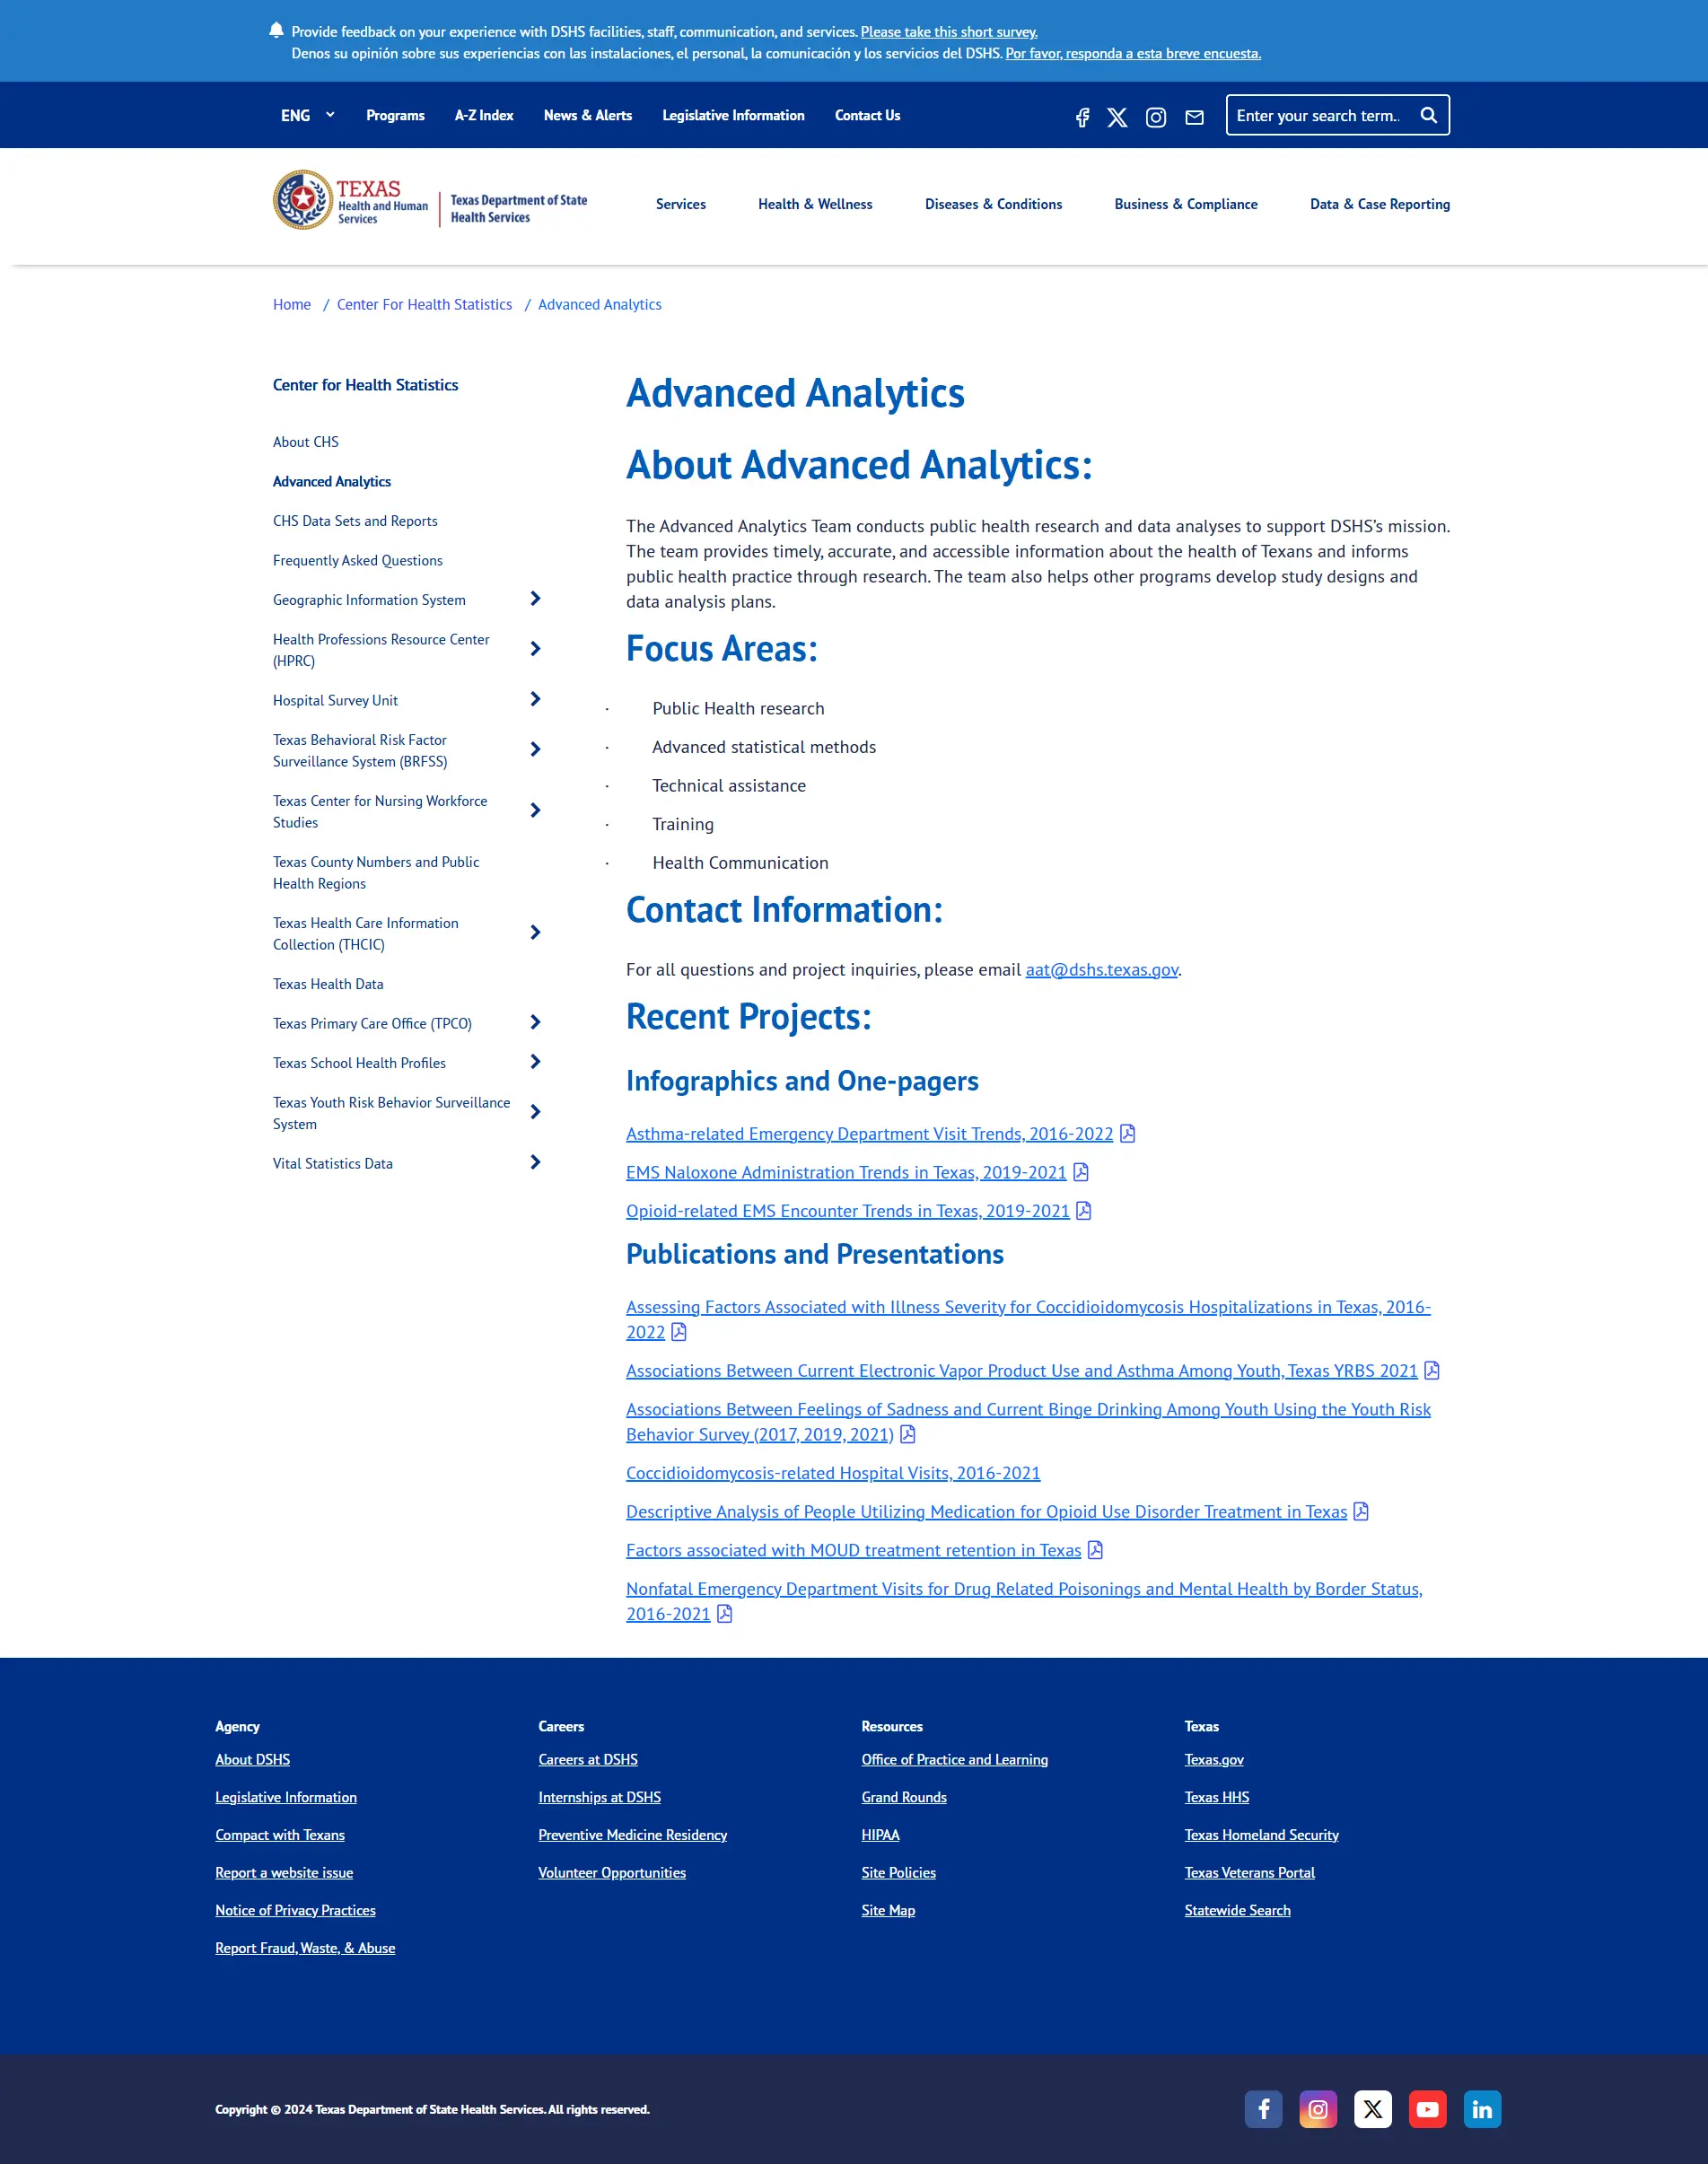 Provide feedback on your experience with DSHS facilities, staff, communication, and services. Please take this short survey.
Denos su opinión sobre sus experiencias con las instalaciones, el personal, la comunicación y los servicios del DSHS. Por favor, responda a esta breve encuesta.
ENG Programs A-Z Index News & Alerts Legislative Information Contact Us Enter your search term..
TEXAS
Health and Human
Services
Texas Department of State
Health Services
Services Health & Wellness Diseases & Conditions Business & Compliance Data & Case Reporting
Home / Center For Health Statistics / Advanced Analytics
Center for Health Statistics
About CHS
Advanced Analytics
CHS Data Sets and Reports
Frequently Asked Questions
Geographic Information System
Health Professions Resource Center
(HPRC)
Hospital Survey Unit
Texas Behavioral Risk Factor
Surveillance System (BRFSS)
Texas Center for Nursing Workforce
Studies
Texas County Numbers and Public
Health Regions
Texas Health Care Information
Collection (THCIC)
Texas Health Data
Texas Primary Care Office (TPCO)
Texas School Health Profiles
Texas Youth Risk Behavior Surveillance
System
Vital Statistics Data
Advanced Analytics
About Advanced Analytics:
The Advanced Analytics Team conducts public health research and data analyses to support DSHS’s mission.
The team provides timely, accurate, and accessible information about the health of Texans and informs
public health practice through research. The team also helps other programs develop study designs and
data analysis plans.
Focus Areas:
· Public Health research
· Advanced statistical methods
· Technical assistance
· Training
· Health Communication
Contact Information:
For all questions and project inquiries, please email aat@dshs.texas.gov.
Recent Projects:
Infographics and One-pagers
Asthma-related Emergency Department Visit Trends, 2016-2022
EMS Naloxone Administration Trends in Texas, 2019-2021
Opioid-related EMS Encounter Trends in Texas, 2019-2021
Publications and Presentations
Assessing Factors Associated with Illness Severity for Coccidioidomycosis Hospitalizations in Texas, 2016-
2022
Associations Between Current Electronic Vapor Product Use and Asthma Among Youth, Texas YRBS 2021
Associations Between Feelings of Sadness and Current Binge Drinking Among Youth Using the Youth Risk
Behavior Survey (2017, 2019, 2021)
Coccidioidomycosis-related Hospital Visits, 2016-2021
Descriptive Analysis of People Utilizing Medication for Opioid Use Disorder Treatment in Texas
Factors associated with MOUD treatment retention in Texas
Nonfatal Emergency Department Visits for Drug Related Poisonings and Mental Health by Border Status,
2016-2021
Agency
About DSHS
Legislative Information
Compact with Texans
Report a website issue
Notice of Privacy Practices
Report Fraud, Waste, & Abuse
Careers
Careers at DSHS
Internships at DSHS
Preventive Medicine Residency
Volunteer Opportunities
Resources
Office of Practice and Learning
Grand Rounds
HIPAA
Site Policies
Site Map
Texas
Texas.gov
Texas HHS
Texas Homeland Security
Texas Veterans Portal
Statewide Search
Copyright © 2024 Texas Department of State Health Services. All rights reserved.